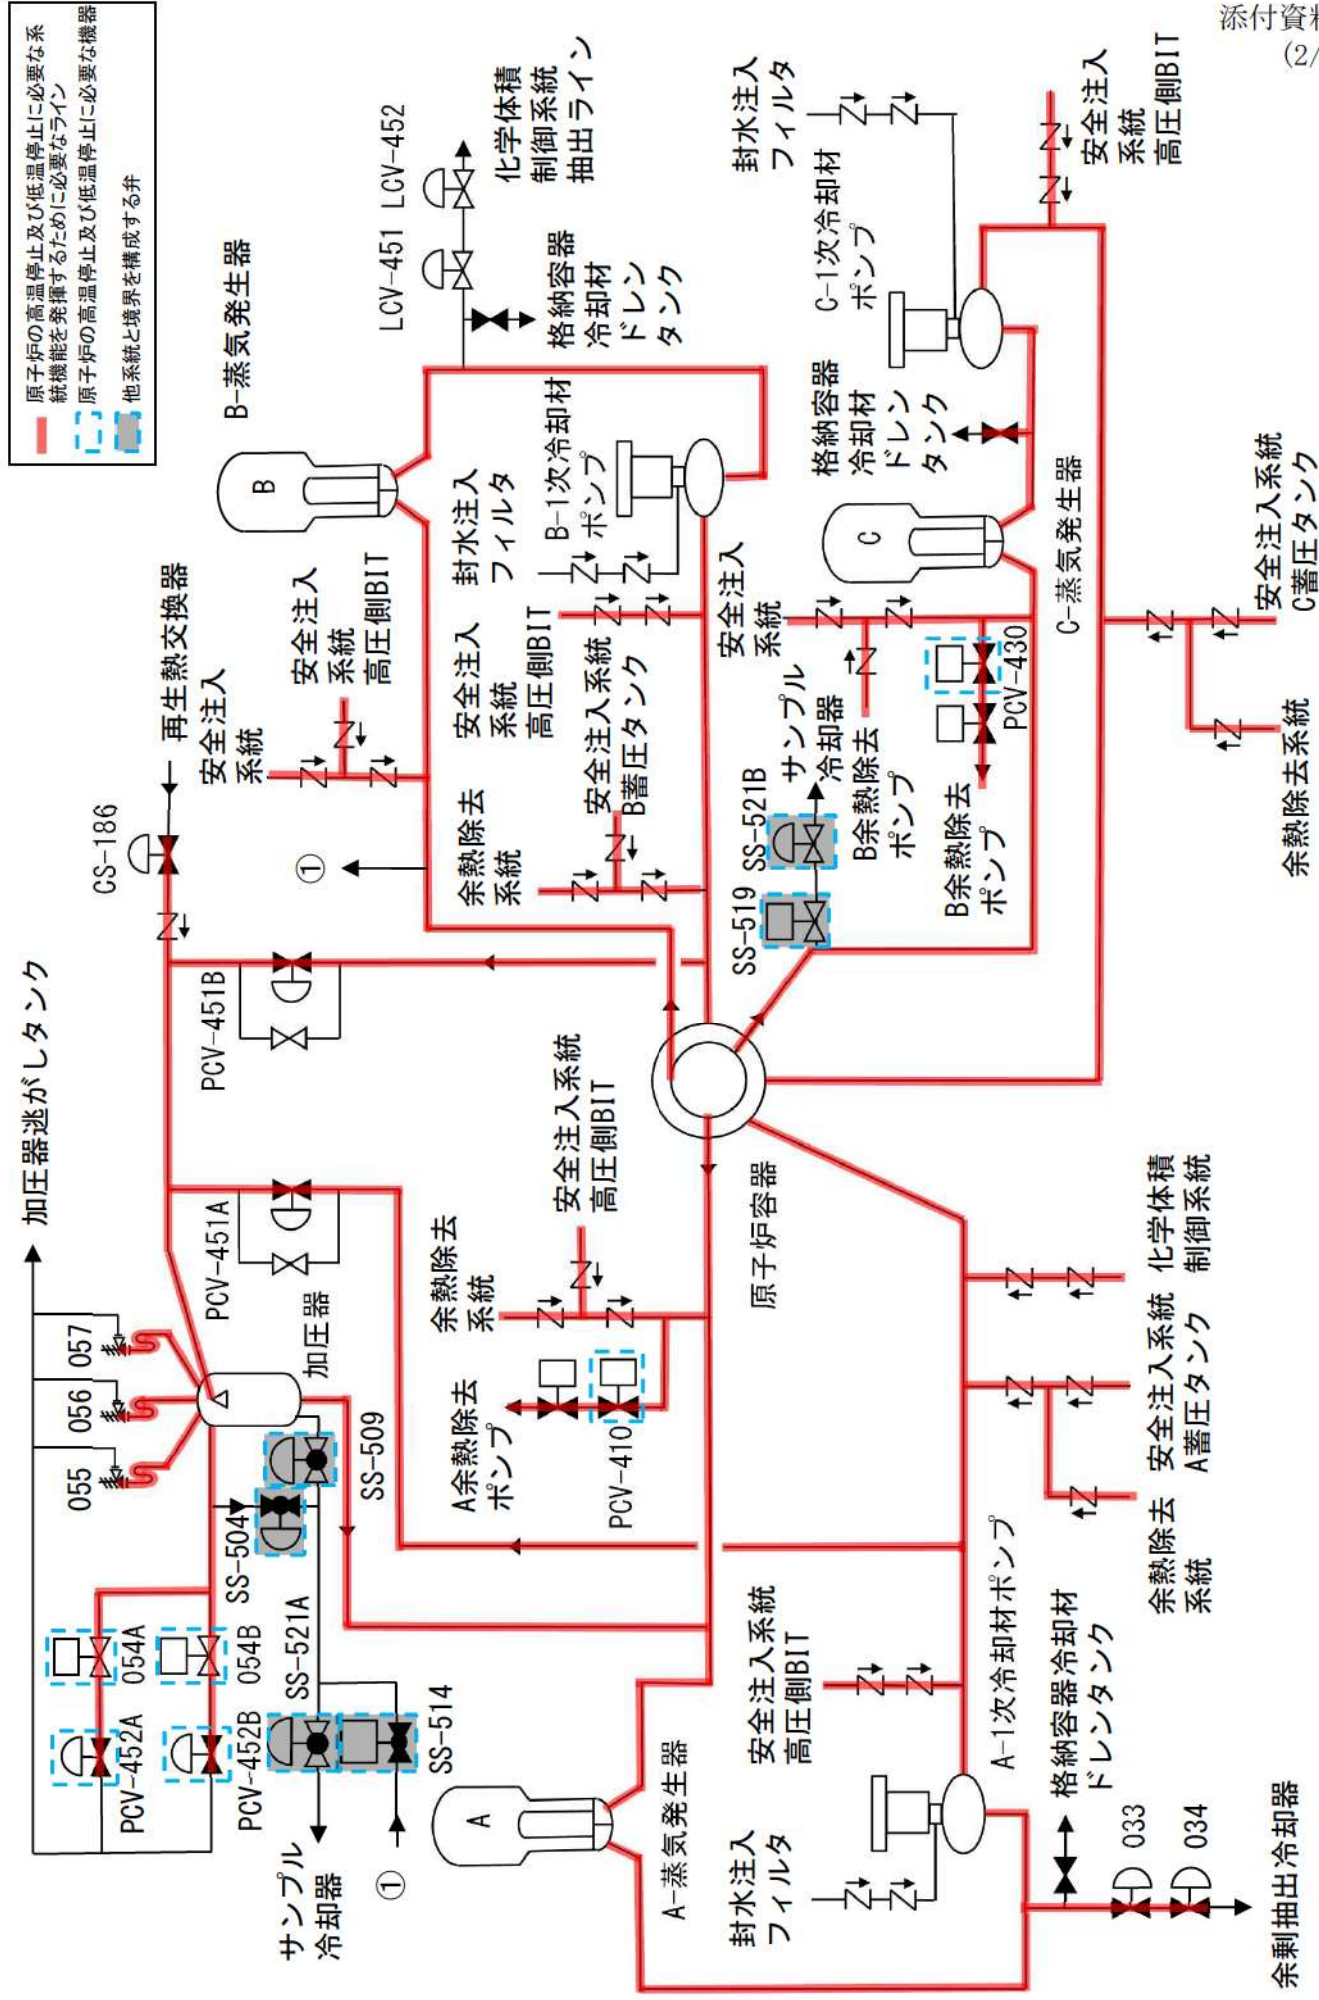 添付資料
(2/
原子炉の高温停止及び低温停止に必要な系
統機能を発揮するために必要なライン
原子炉の高温停止及び低温停止に必要な機器
他系統と境界を構成する弁
加圧器逃がしタンク
055
056
057
CS-186
再生熱交換器
PCV-451A
PCV-451B
加圧器
SS-504
SS-509
054A
054B
PCV-452A
PCV-452B
SS-521A
SS-514
サンプル
冷却器
①
①
安全注入
系統
安全注入
系統
高圧側BIT
B-蒸気発生器
B
LCV-451
LCV-452
化学体積
制御系統
抽出ライン
格納容器
冷却材
ドレン
タンク
封水注入
フィルタ
B-1次冷却材
ポンプ
安全注入
系統
高圧側BIT
余熱除去
系統
安全注入系統
B蓄圧タンク
余熱除去
系統
安全注入系統
高圧側BIT
A余熱除去
ポンプ
PCV-410
原子炉容器
SS-519
SS-521B
サンプル
冷却器
安全注入
系統
B余熱除去
ポンプ
B余熱除去
ポンプ
PCV-430
C
C-蒸気発生器
格納容器
冷却材
ドレン
タンク
C-1次冷却材
ポンプ
封水注入
フィルタ
安全注入
系統
高圧側BIT
安全注入系統
C蓄圧タンク
余熱除去系統
A
A-蒸気発生器
封水注入
フィルタ
安全注入系統
高圧側BIT
A-1次冷却材ポンプ
格納容器冷却材
ドレンタンク
033
034
余剰抽出冷却器
余熱除去
系統
安全注入系統
A蓄圧タンク
化学体積
制御系統